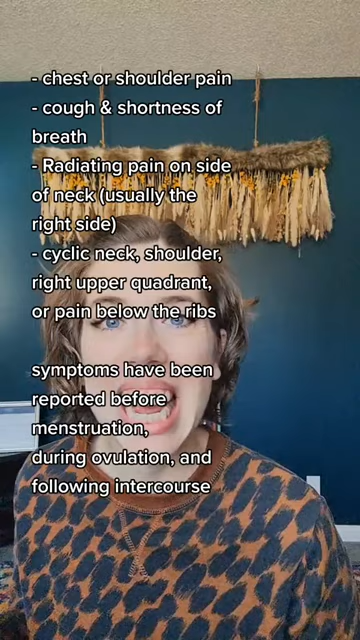 - chest or shoulder pain
- cough & shortness of
breath
- Radiating pain on side
of neck (usually the
right side)
- cyclic neck, shoulder,
right upper quadrant,
or pain below the ribs
symptoms have been
reported before
menstruation,
during ovulation, and
following intercourse